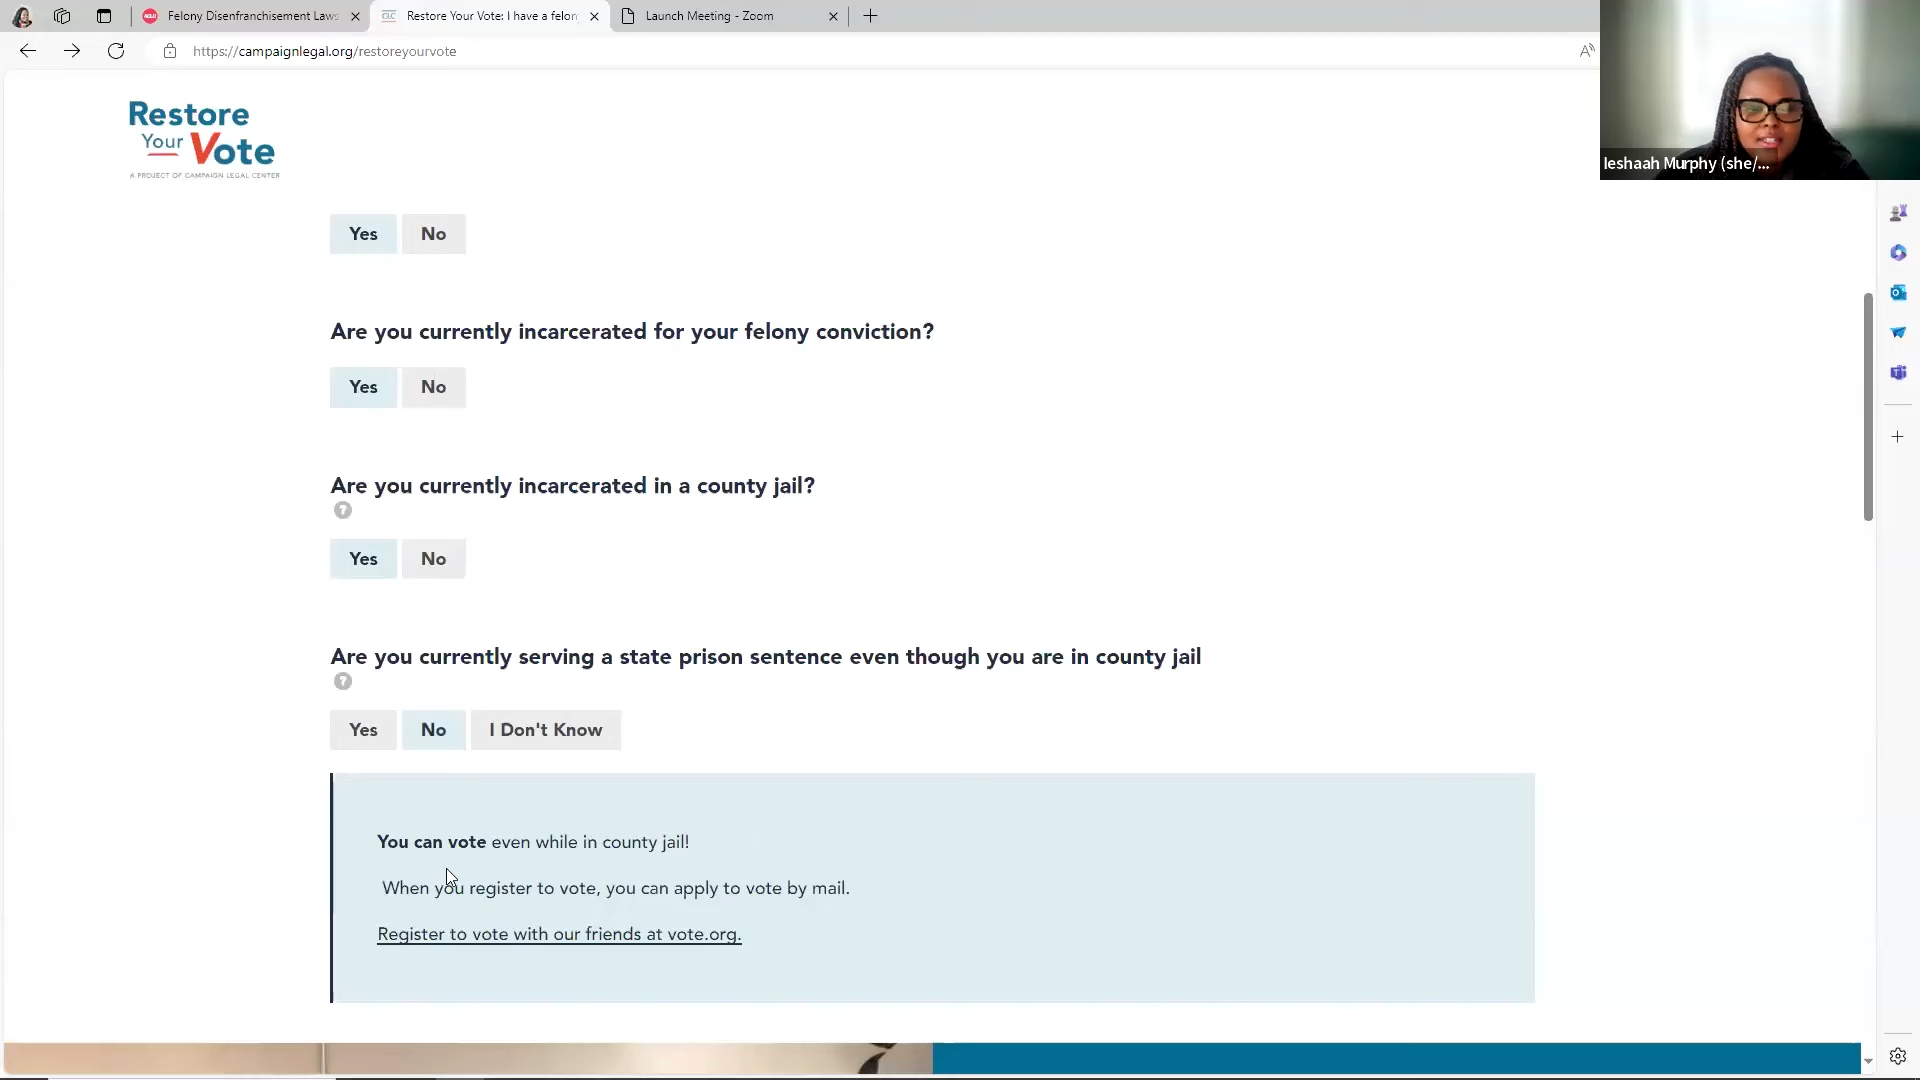 Felony Disenfranchisement Laws
Restore Your Vote: I have a felon
Launch Meeting - Zoom
https://campaignlegal.org/restoreyourvote
Ieshaah Murphy (she/...
Restore
Your Vote
A PROJECT OF CAMPAIGN LEGAL CENTER
Yes No
Are you currently incarcerated for your felony conviction?
Yes No
Are you currently incarcerated in a county jail?
?
Yes No
Are you currently serving a state prison sentence even though you are in county jail
?
Yes No I Don't Know
You can vote even while in county jail!
When you register to vote, you can apply to vote by mail.
Register to vote with our friends at vote.org.